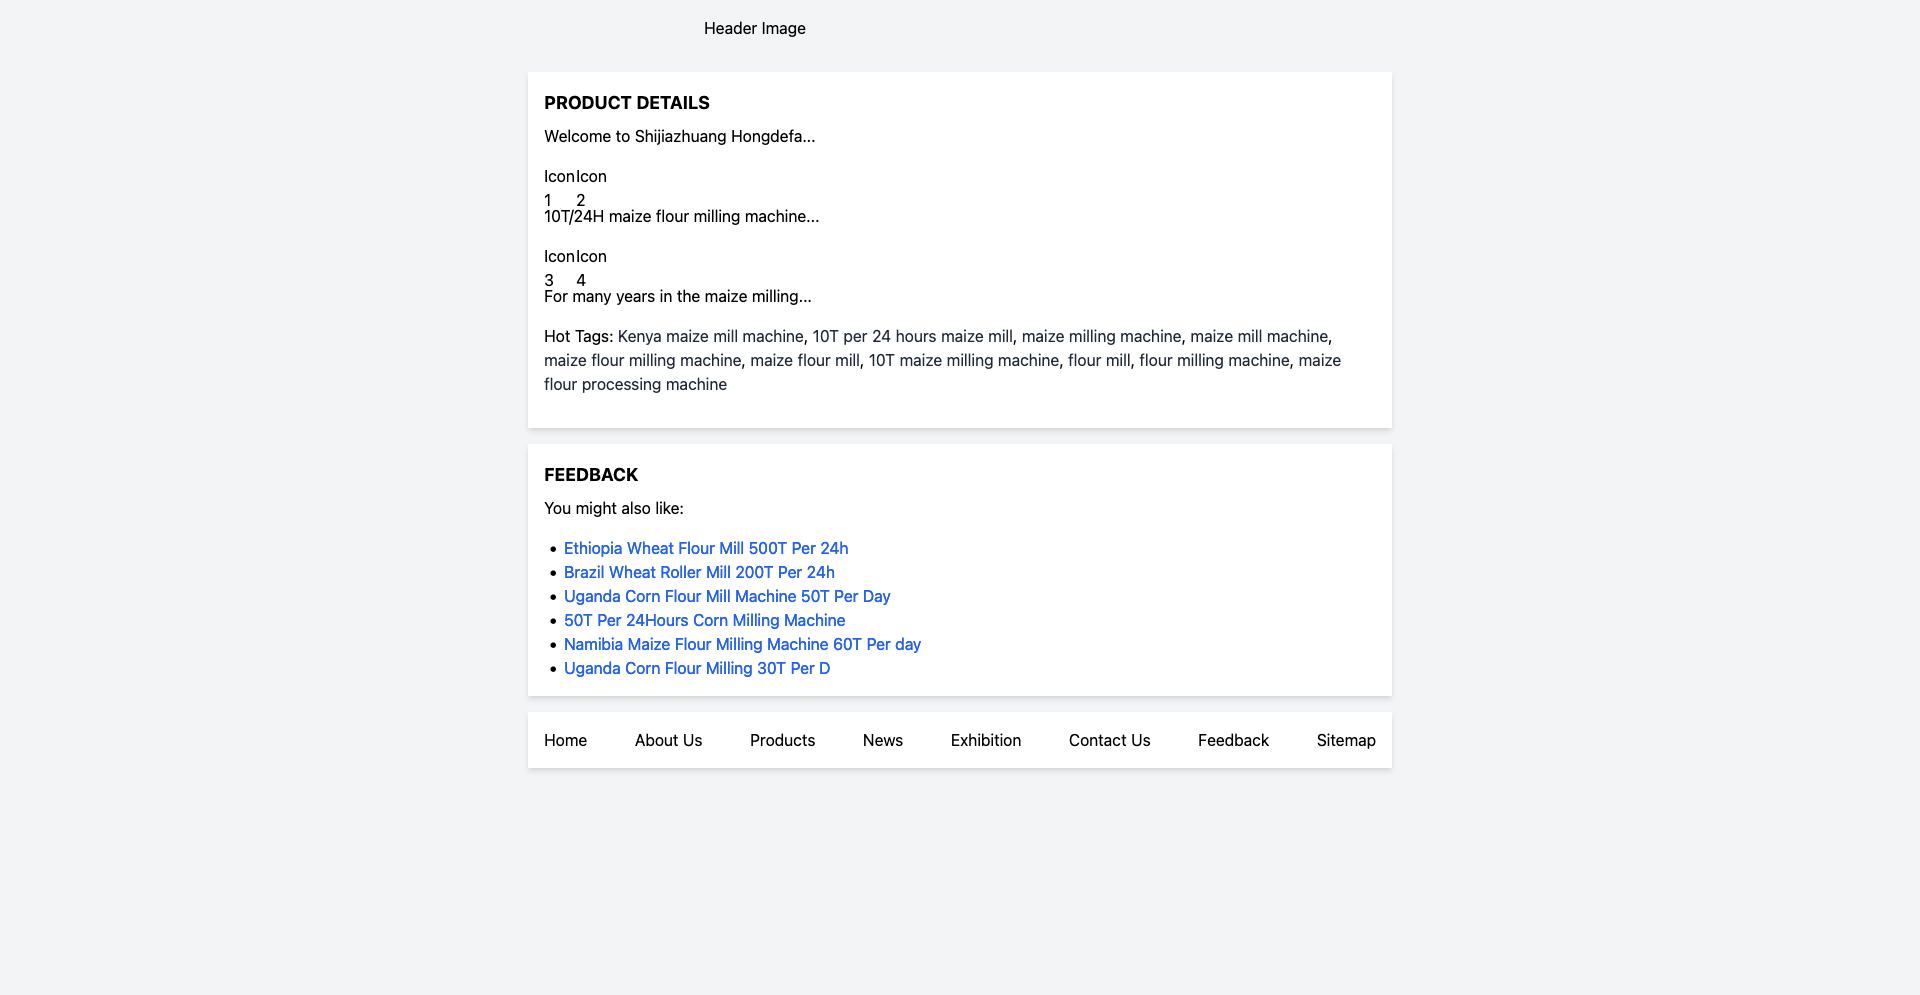 Header Image
PRODUCT DETAILS
Welcome to Shijiazhuang Hongdefa...
Icon Icon
1 2
10T/24H maize flour milling machine...
Icon Icon
3 4
For many years in the maize milling...
Hot Tags: Kenya maize mill machine, 10T per 24 hours maize mill, maize milling machine, maize mill machine,
maize flour milling machine, maize flour mill, 10T maize milling machine, flour mill, flour milling machine, maize
flour processing machine
FEEDBACK
You might also like:
• Ethiopia Wheat Flour Mill 500T Per 24h
• Brazil Wheat Roller Mill 200T Per 24h
• Uganda Corn Flour Mill Machine 50T Per Day
• 50T Per 24Hours Corn Milling Machine
• Namibia Maize Flour Milling Machine 60T Per day
• Uganda Corn Flour Milling 30T Per D
Home About Us Products News Exhibition Contact Us Feedback Sitemap